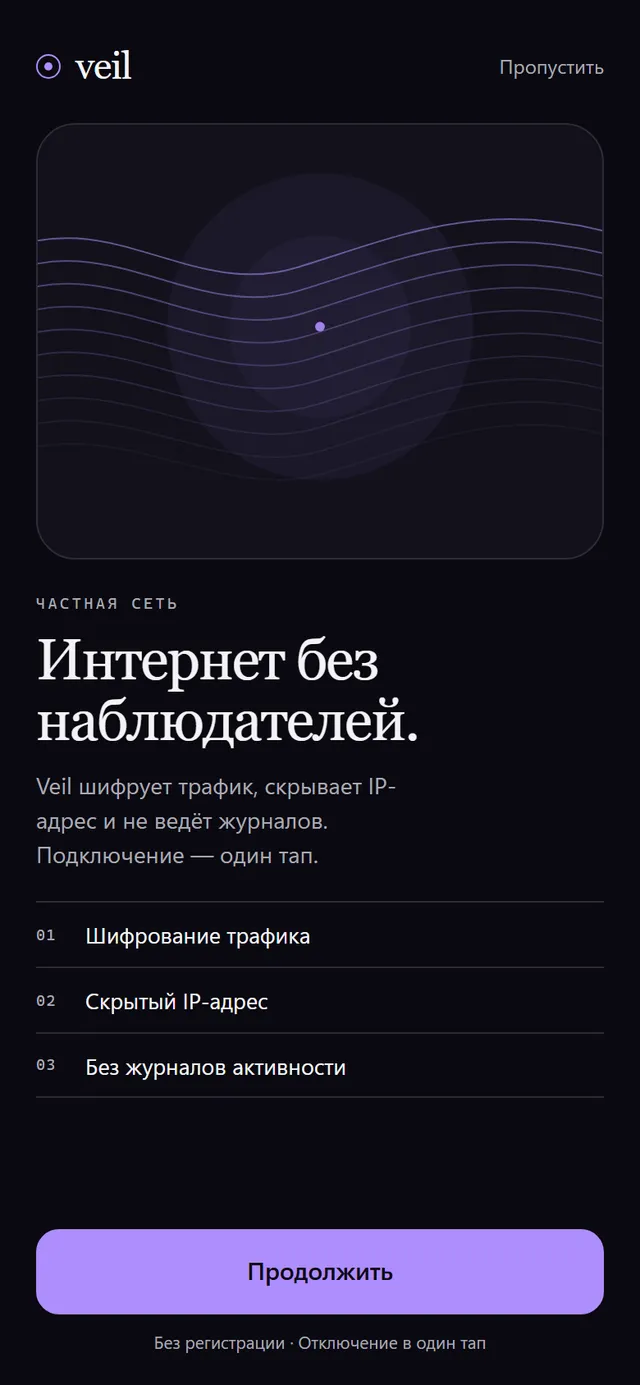 veil
Пропустить
ЧАСТНАЯ СЕТЬ
Интернет без
наблюдателей.
Veil шифрует трафик, скрывает IP-
адрес и не ведёт журналов.
Подключение — один тап.
01 Шифрование трафика
02 Скрытый IP-адрес
03 Без журналов активности
Продолжить
Без регистрации · Отключение в один тап